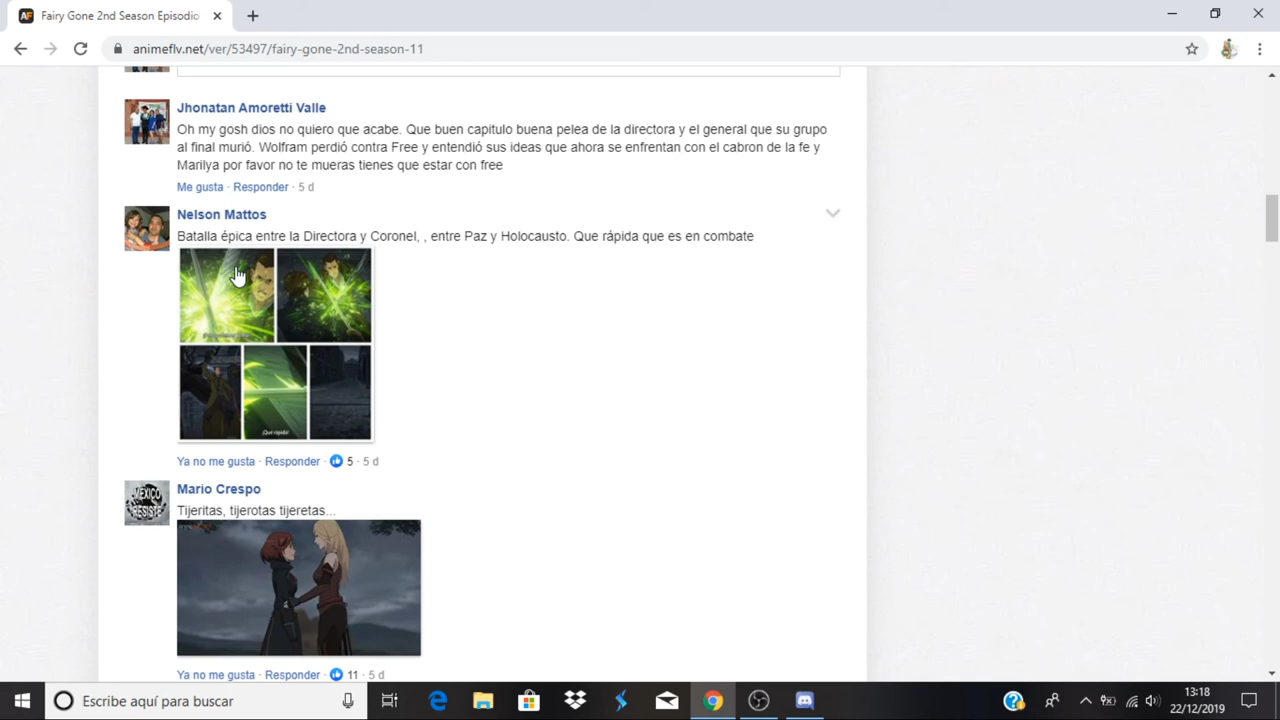 Fairy Gone 2nd Season Episodio
animeflv.net/ver/53497/fairy-gone-2nd-season-11
Jhonatan Amoretti Valle
Oh my gosh dios no quiero que acabe. Que buen capitulo buena pelea de la directora y el general que su grupo
al final murió. Wolfram perdió contra Free y entendió sus ideas que ahora se enfrentan con el cabron de la fe y
Marilya por favor no te mueras tienes que estar con free
Me gusta · Responder · 5 d
Nelson Mattos
Batalla épica entre la Directora y Coronel, , entre Paz y Holocausto. Que rápida que es en combate
¡Que rápida!
Ya no me gusta · Responder · 5 · 5 d
Mario Crespo
MÉXICO
RESISTE
Tijeritas, tijerotas tijeretas...
Ya no me gusta · Responder · 11 · 5 d
Escribe aquí para buscar
13:18
22/12/2019